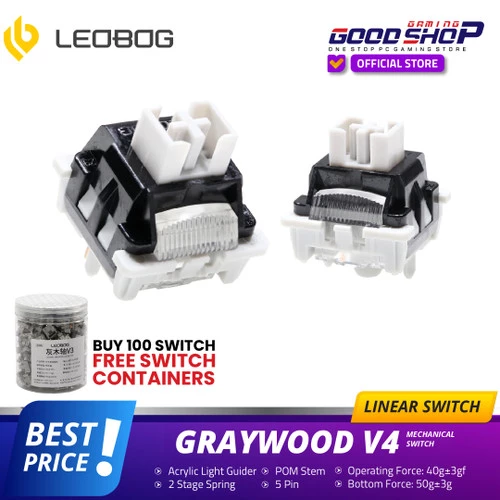 LEOBOG
GAMING
GOODSHOP
ONE STOP PC GAMING STORE
OFFICIAL STORE
LEOBOG
灰木轴V3
BUY 100 SWITCH
FREE SWITCH
CONTAINERS
LINEAR SWITCH
BEST
PRICE!
GRAYWOOD V4
MECHANICAL
SWITCH
Acrylic Light Guider
POM Stem
Operating Force: 40g±3gf
2 Stage Spring
5 Pin
Bottom Force: 50g±3g